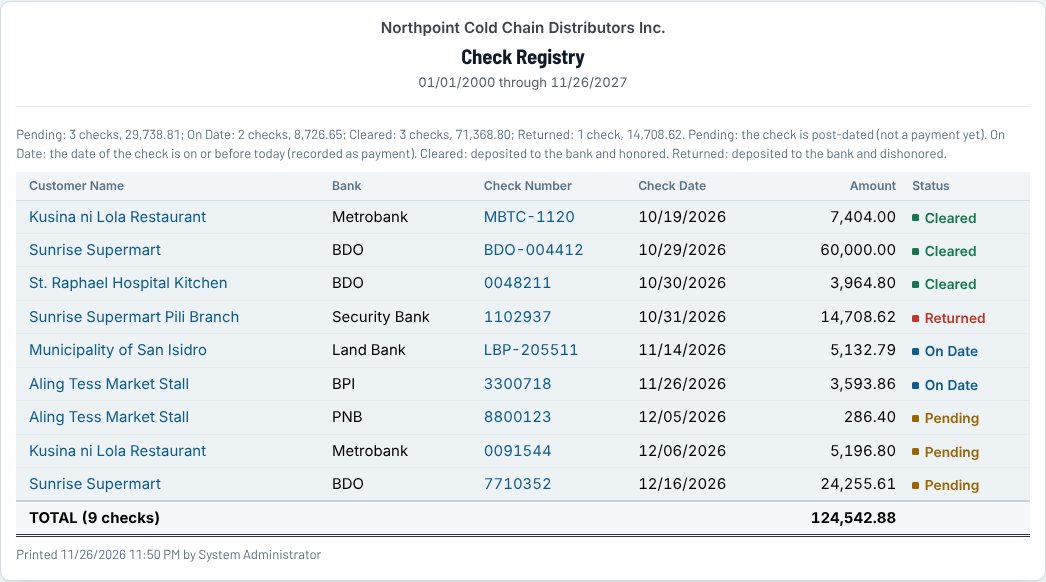 Northpoint Cold Chain Distributors Inc.
Check Registry
01/01/2000 through 11/26/2027
Pending: 3 checks, 29,738.81; On Date: 2 checks, 8,726.65; Cleared: 3 checks, 71,368.80; Returned: 1 check, 14,708.62. Pending: the check is post-dated (not a payment yet). On
Date: the date of the check is on or before today (recorded as payment). Cleared: deposited to the bank and honored. Returned: deposited to the bank and dishonored.
Customer Name Bank Check Number Check Date Amount Status
Kusina ni Lola Restaurant Metrobank MBTC-1120 10/19/2026 7,404.00 Cleared
Sunrise Supermart BDO BDO-004412 10/29/2026 60,000.00 Cleared
St. Raphael Hospital Kitchen BDO 0048211 10/30/2026 3,964.80 Cleared
Sunrise Supermart Pili Branch Security Bank 1102937 10/31/2026 14,708.62 Returned
Municipality of San Isidro Land Bank LBP-205511 11/14/2026 5,132.79 On Date
Aling Tess Market Stall BPI 3300718 11/26/2026 3,593.86 On Date
Aling Tess Market Stall PNB 8800123 12/05/2026 286.40 Pending
Kusina ni Lola Restaurant Metrobank 0091544 12/06/2026 5,196.80 Pending
Sunrise Supermart BDO 7710352 12/16/2026 24,255.61 Pending
TOTAL (9 checks) 124,542.88
Printed 11/26/2026 11:50 PM by System Administrator